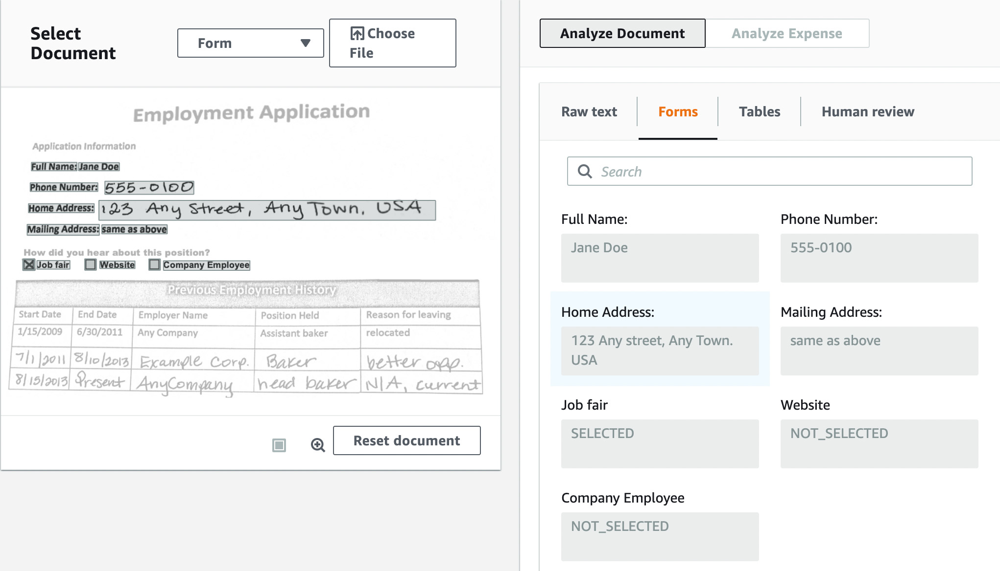 Select
Document
Form
Choose
File
Employment Application
Application Information
Full Name: Jane Doe
Phone Number: 555-0100
Home Address: 123 Any Street, Any Town. USA
Mailing Address: same as above
How did you hear about this position?
Job fair Website Company Employee
Previous Employment History
Start Date End Date Employer Name Position Held Reason for leaving
1/15/2009 6/30/2011 Any Company Assistant baker relocated
7/1/2011 8/10/2013 Example Corp. Baker better opp.
8/15/2013 Present AnyCompany head baker N/A, current
Reset document
Analyze Document Analyze Expense
Raw text Forms Tables Human review
Search
Full Name: Phone Number:
Jane Doe 555-0100
Home Address: Mailing Address:
123 Any street, Any Town. same as above
USA
Job fair Website
SELECTED NOT_SELECTED
Company Employee
NOT_SELECTED